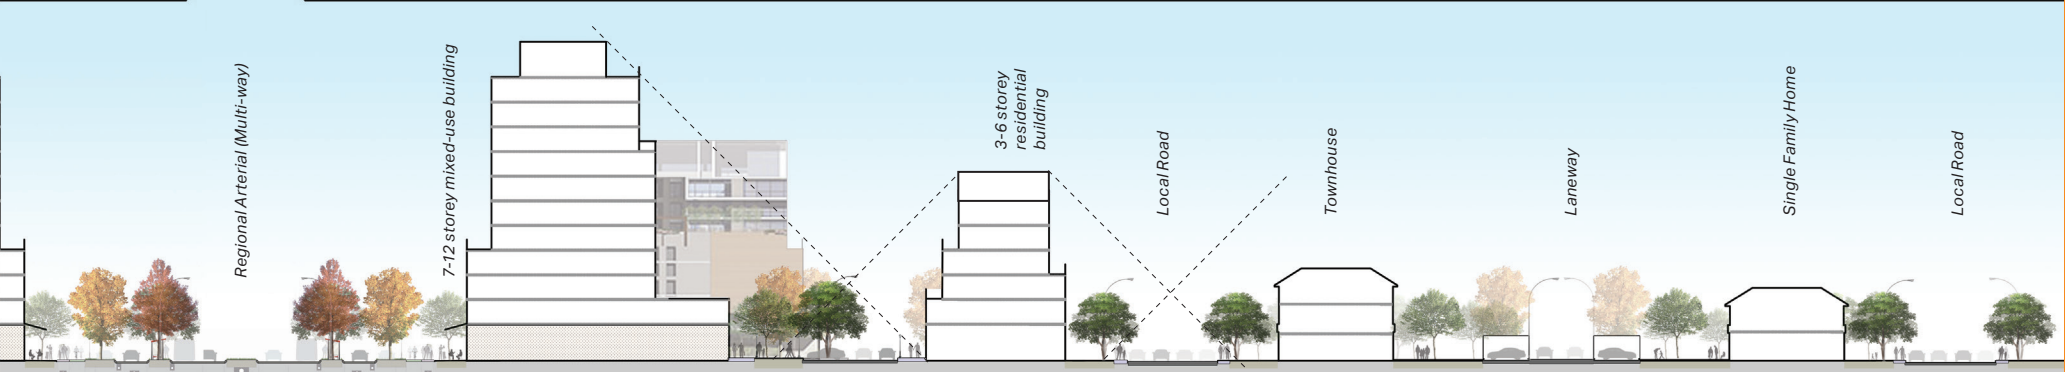 Regional Arterial (Multi-way)
7-12 storey mixed-use building
3-6 storey
residential
building
Local Road
Townhouse
Laneway
Single Family Home
Local Road